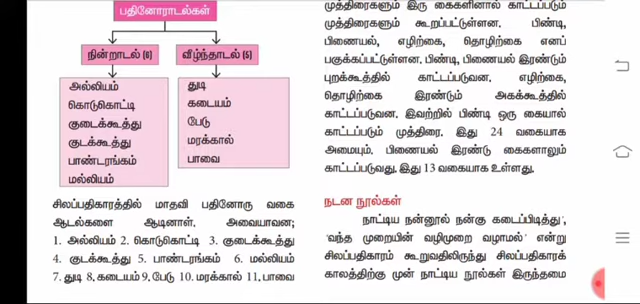 பதினோராடல்கள்
நின்றாடல் (6)
வீழ்ந்தாடல் (5)
அல்லியம்
கொடுகொட்டி
குடைக்கூத்து
குடக்கூத்து
பாண்டரங்கம்
மல்லியம்
துடி
கடையம்
பேடு
மரக்கால்
பாவை
சிலப்பதிகாரத்தில் மாதவி பதினோரு வகை
ஆடல்களை ஆடினாள். அவையாவன;
1. அல்லியம் 2. கொடுகொட்டி 3. குடைக்கூத்து
4. குடக்கூத்து 5. பாண்டரங்கம் 6. மல்லியம்
7. துடி 8. கடையம் 9. பேடு 10. மரக்கால் 11. பாவை
முத்திரைகளும் இரு கைகளினால் காட்டப்படும்
முத்திரைகளும் கூறப்பட்டுள்ளன. பிண்டி,
பிணையல், எழிற்கை, தொழிற்கை எனப்
பகுக்கப்பட்டுள்ளன. பிண்டி, பிணையல் இரண்டும்
புறக்கூத்தில் காட்டப்படுவன. எழிற்கை,
தொழிற்கை இரண்டும் அகக்கூத்தில்
காட்டப்படுவன. இவற்றில் பிண்டி ஒரு கையால்
காட்டப்படும் முத்திரை. இது 24 வகையாக
அமையும். பிணையல் இரண்டு கைகளாலும்
காட்டப்படுவது. இது 13 வகையாக உள்ளது.
நடன நூல்கள்
நாட்டிய நன்னூல் நன்கு கடைப்பிடித்து',
'வந்த முறையின் வழிமுறை வழாமல்' என்று
சிலப்பதிகாரம் கூறுவதிலிருந்து சிலப்பதிகாரக்
காலத்திற்கு முன் நாட்டிய நூல்கள் இருந்தமை